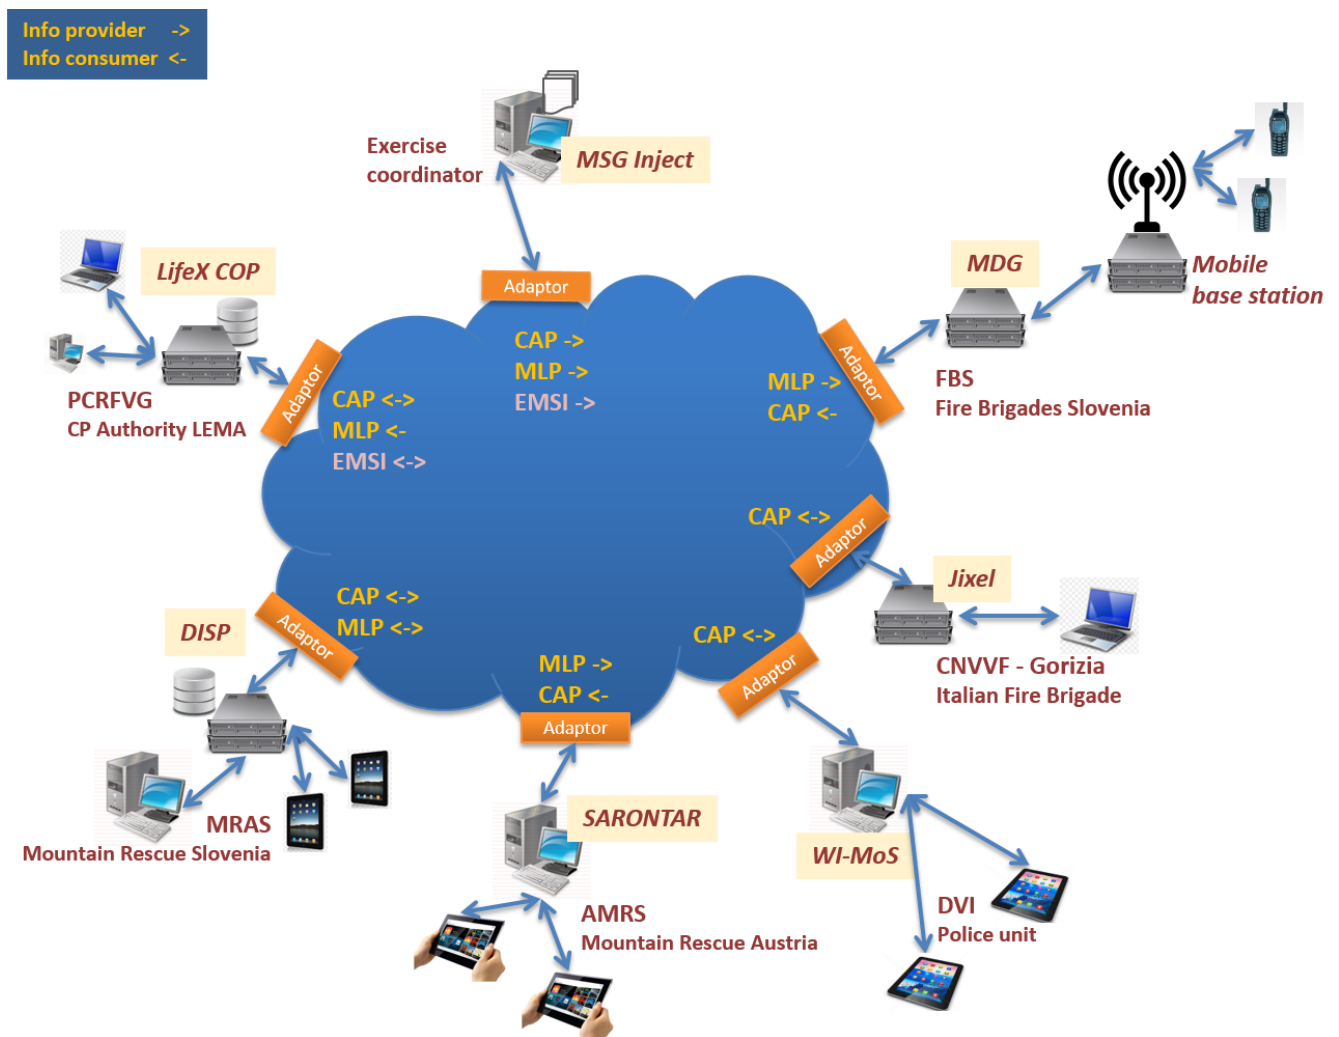 Info provider ->
Info consumer <-
Exercise
coordinator
MSG Inject
Adaptor
CAP ->
MLP ->
EMSI ->
LifeX COP
PCRFVG
CP Authority LEMA
Adaptor
CAP <->
MLP <-
EMSI <->
MDG
Mobile
base station
FBS
Fire Brigades Slovenia
Adaptor
MLP ->
CAP <-
CAP <->
Adaptor
Jixel
CNVVF - Gorizia
Italian Fire Brigade
DISP
Adaptor
CAP <->
MLP <->
MRAS
Mountain Rescue Slovenia
MLP ->
CAP <-
Adaptor
SARONTAR
AMRS
Mountain Rescue Austria
CAP <->
Adaptor
WI-MoS
DVI
Police unit